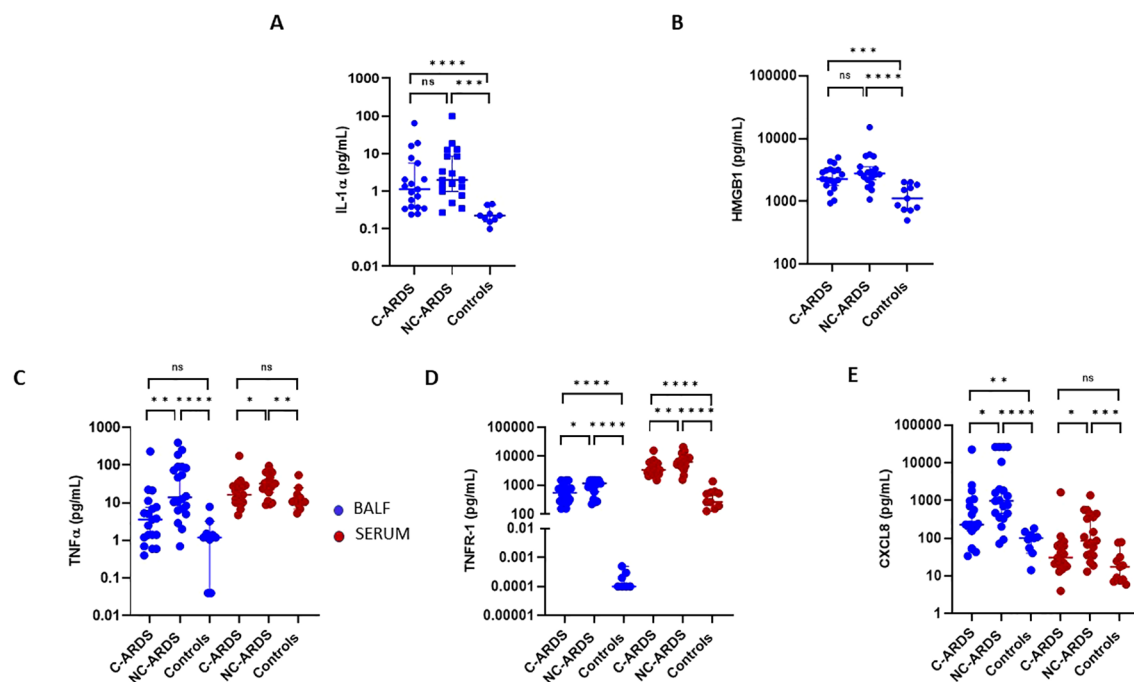 A
IL-1α (pg/mL)
1000
100
10
1
0.1
0.01
****
ns
***
C-ARDS
NC-ARDS
Controls
B
HMGB1 (pg/mL)
100000
10000
1000
100
***
ns
****
C-ARDS
NC-ARDS
Controls
C
TNFα (pg/mL)
1000
100
10
1
0.1
0.01
ns
ns
** ****
* **
C-ARDS
NC-ARDS
Controls
C-ARDS
NC-ARDS
Controls
BALF
SERUM
D
TNFR-1 (pg/mL)
100000
10000
1000
100
0.01
0.001
0.0001
0.00001
****
****
* ****
** ****
C-ARDS
NC-ARDS
Controls
C-ARDS
NC-ARDS
Controls
E
CXCL8 (pg/mL)
100000
10000
1000
100
10
1
**
ns
* ****
* ***
C-ARDS
NC-ARDS
Controls
C-ARDS
NC-ARDS
Controls